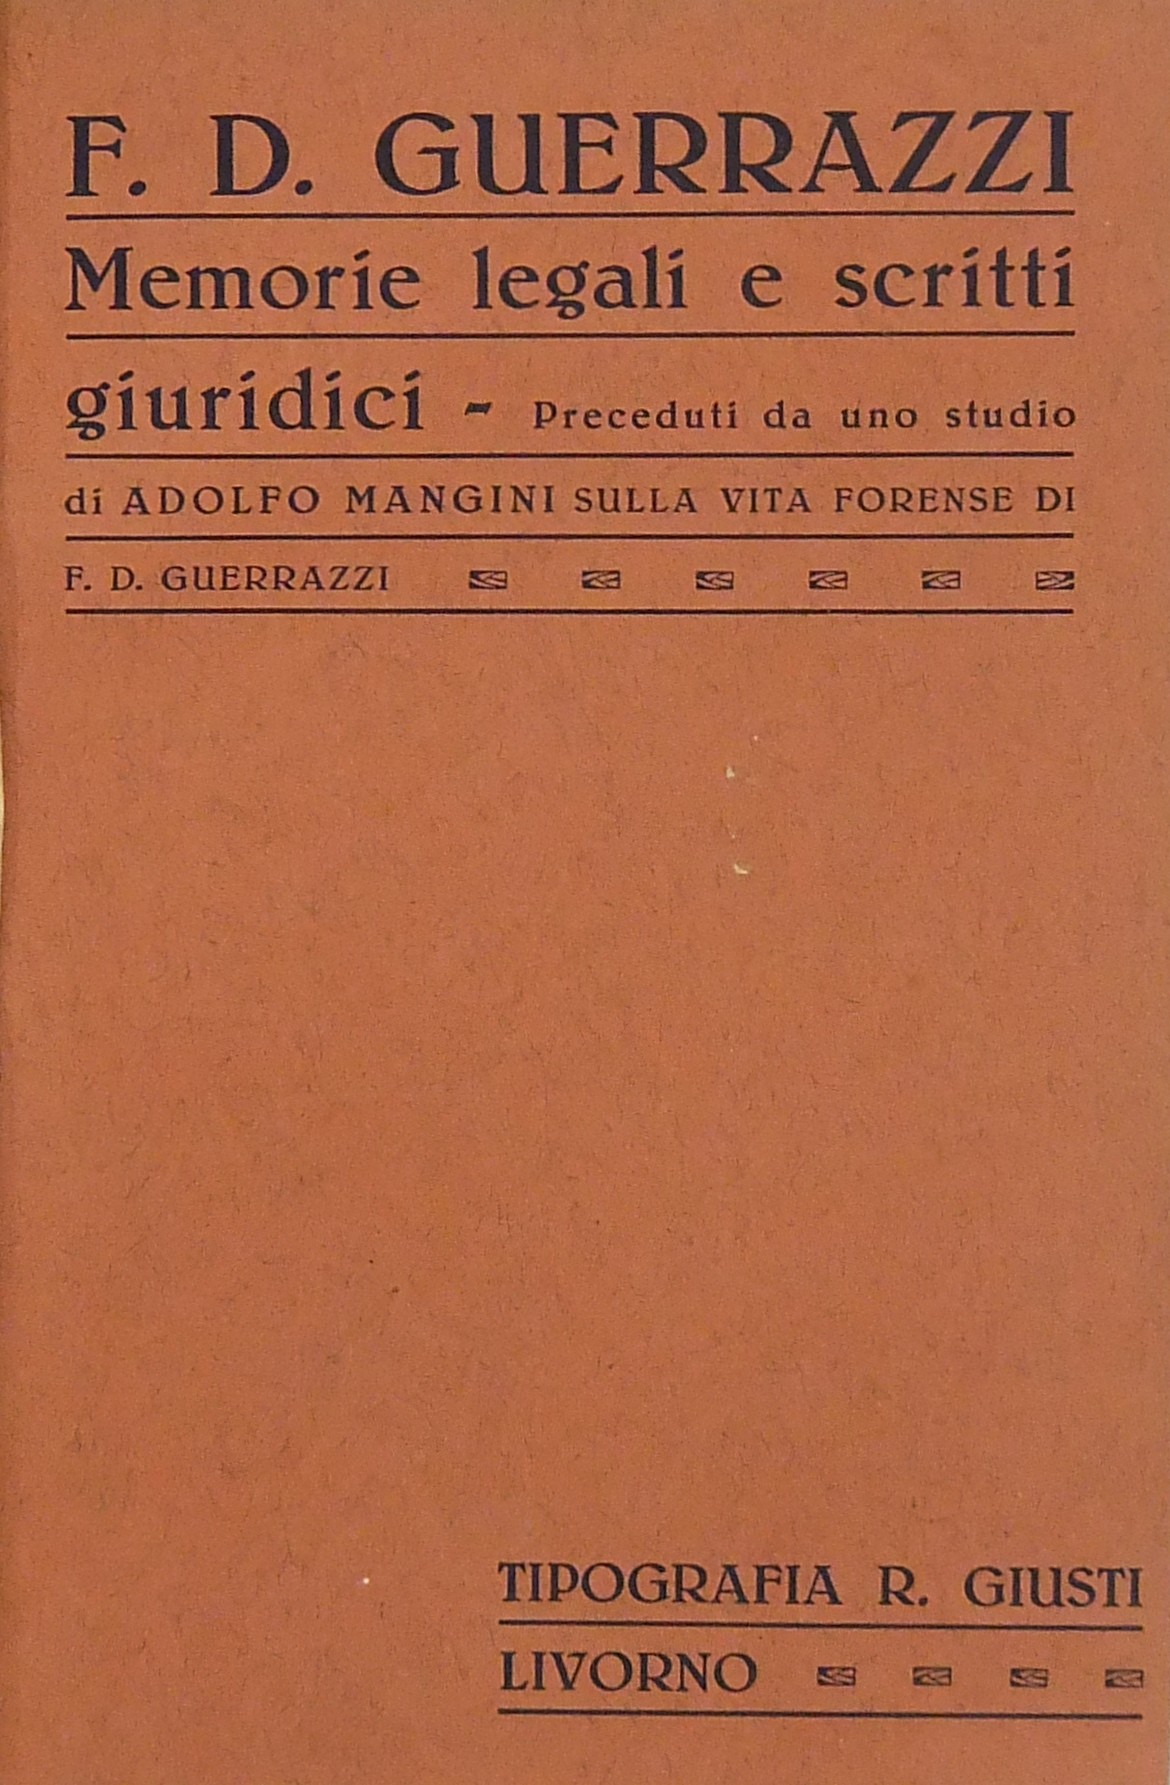 F. D. GUERRAZZI
Memorie legali e scritti
giuridici - Preceduti da uno studio
di ADOLFO MANGINI SULLA VITA FORENSE DI
F. D. GUERRAZZI
TIPOGRAFIA R. GIUSTI
LIVORNO